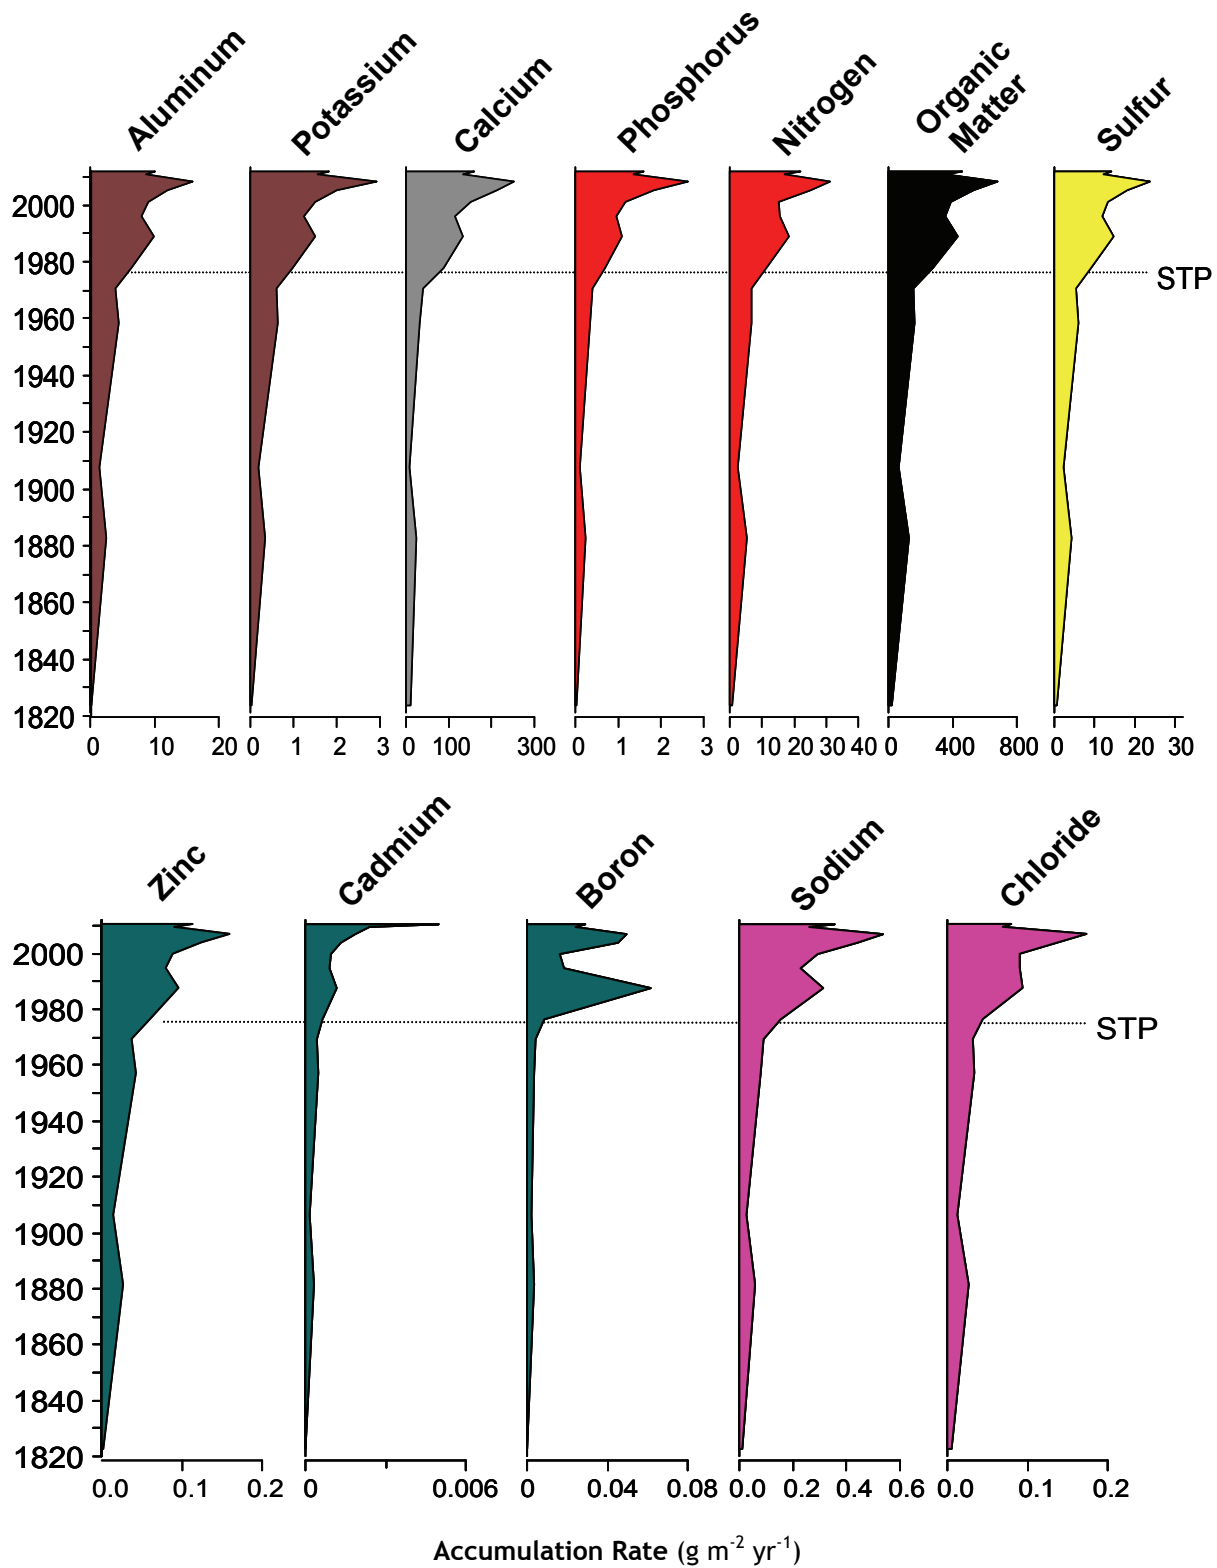 Aluminum
Potassium
Calcium
Phosphorus
Nitrogen
Organic
Matter
Sulfur
2000
1980
1960
1940
1920
1900
1880
1860
1840
1820
STP
0 10 20
0 1 2 3
0 100 300
0 1 2 3
0 10 20 30 40
0 400 800
0 10 20 30
Zinc
Cadmium
Boron
Sodium
Chloride
2000
1980
1960
1940
1920
1900
1880
1860
1840
1820
STP
0.0 0.1 0.2
0 0.006
0 0.04 0.08
0.0 0.2 0.4 0.6
0.0 0.1 0.2
Accumulation Rate (g m-2 yr-1)